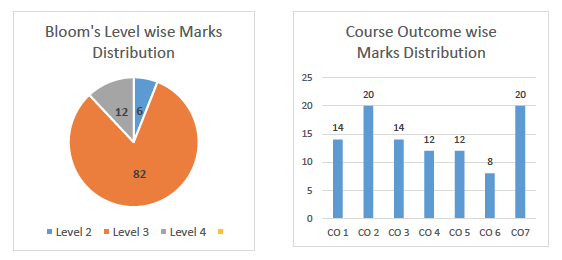 Bloom's Level wise Marks
Distribution
12
6
82
Level 2 Level 3 Level 4
Course Outcome wise
Marks Distribution
25
20
15
10
5
0
14
20
14
12
12
8
20
CO 1 CO 2 CO 3 CO 4 CO 5 CO 6 CO7